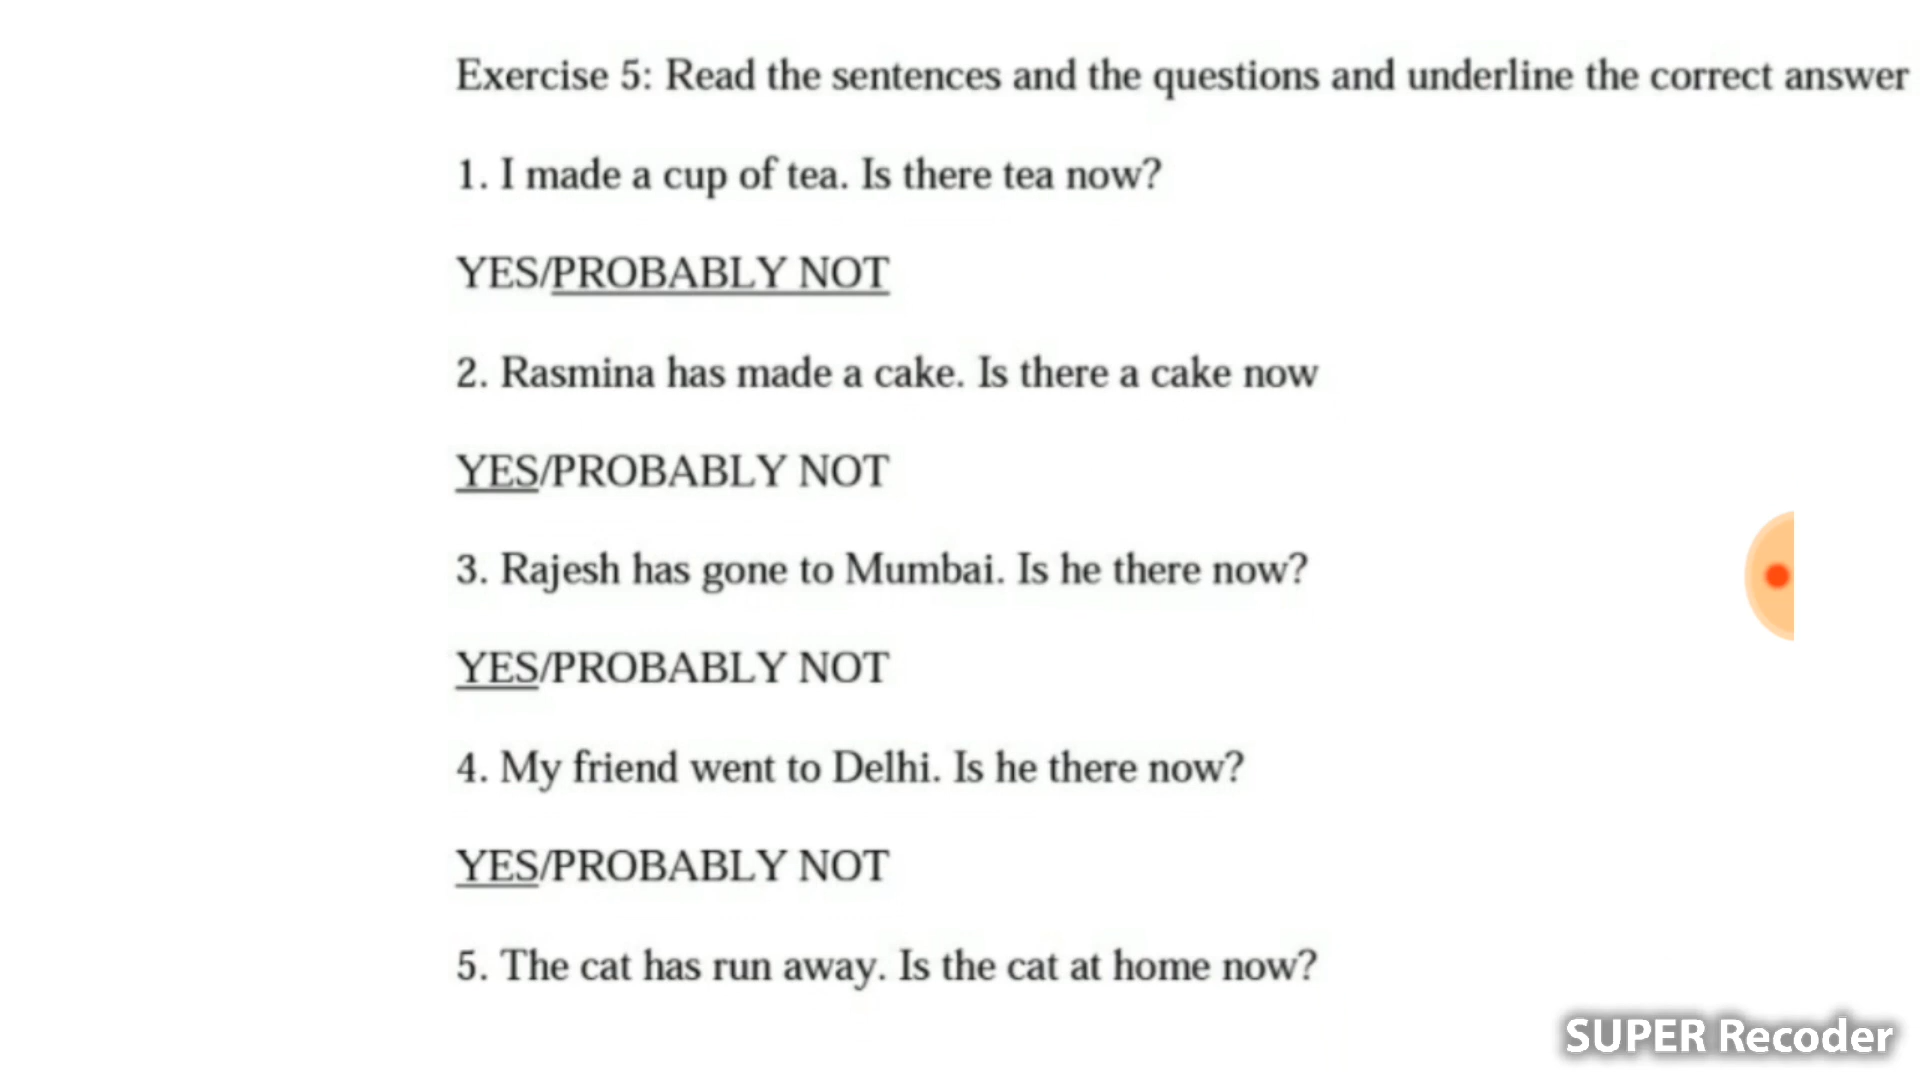 Exercise 5: Read the sentences and the questions and underline the correct answer
1. I made a cup of tea. Is there tea now?
YES/PROBABLY NOT
2. Rasmina has made a cake. Is there a cake now
YES/PROBABLY NOT
3. Rajesh has gone to Mumbai. Is he there now?
YES/PROBABLY NOT
4. My friend went to Delhi. Is he there now?
YES/PROBABLY NOT
5. The cat has run away. Is the cat at home now?
SUPER Recoder